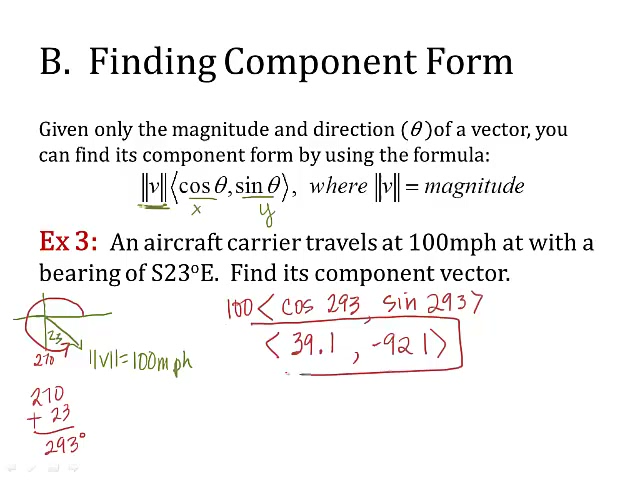 B. Finding Component Form
Given only the magnitude and direction (θ) of a vector, you
can find its component form by using the formula:
‖v‖⟨cos θ, sin θ⟩, where ‖v‖ = magnitude
x y
Ex 3: An aircraft carrier travels at 100mph at with a
bearing of S23°E. Find its component vector.
100 < cos 293, sin 293>
< 39.1, -92.1>
23
270
||v||= 100mph
270
+ 23
293°